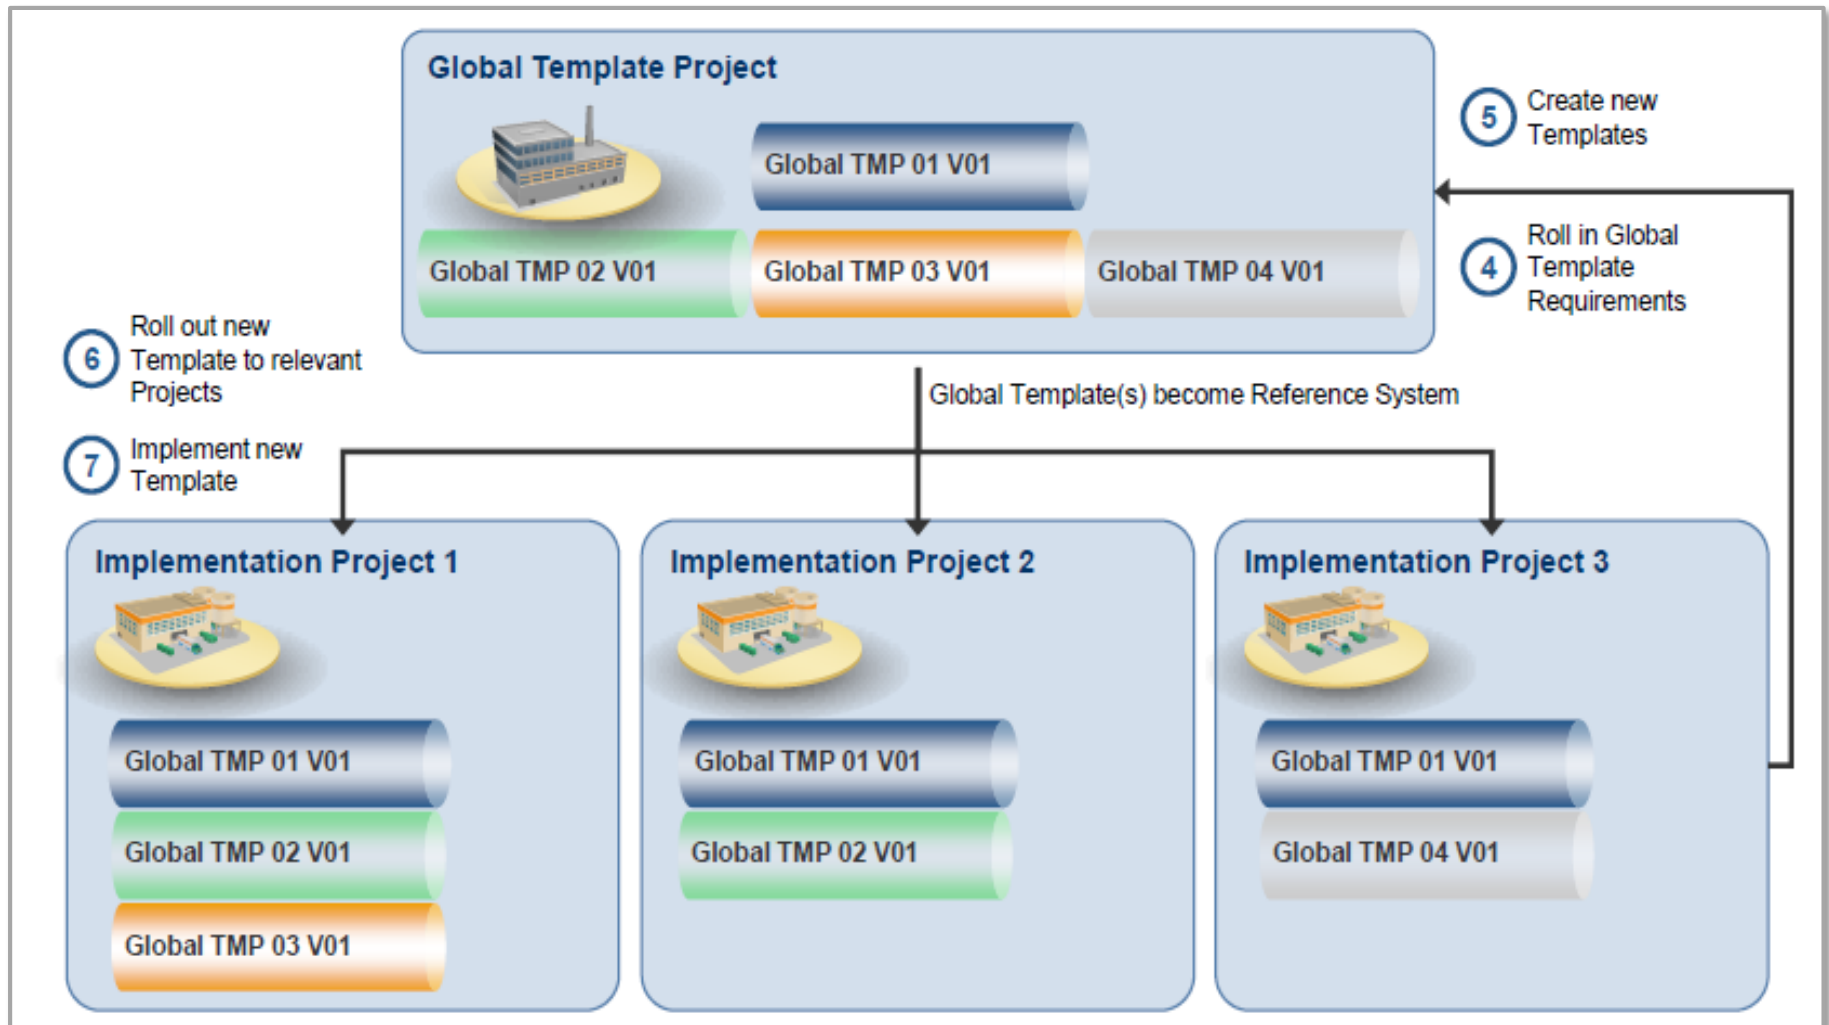 Global Template Project
Global TMP 01 V01
Global TMP 02 V01
Global TMP 03 V01
Global TMP 04 V01
5
Create new
Templates
4
Roll in Global
Template
Requirements
6
Roll out new
Template to relevant
Projects
7
Implement new
Template
Global Template(s) become Reference System
Implementation Project 1
Global TMP 01 V01
Global TMP 02 V01
Global TMP 03 V01
Implementation Project 2
Global TMP 01 V01
Global TMP 02 V01
Implementation Project 3
Global TMP 01 V01
Global TMP 04 V01